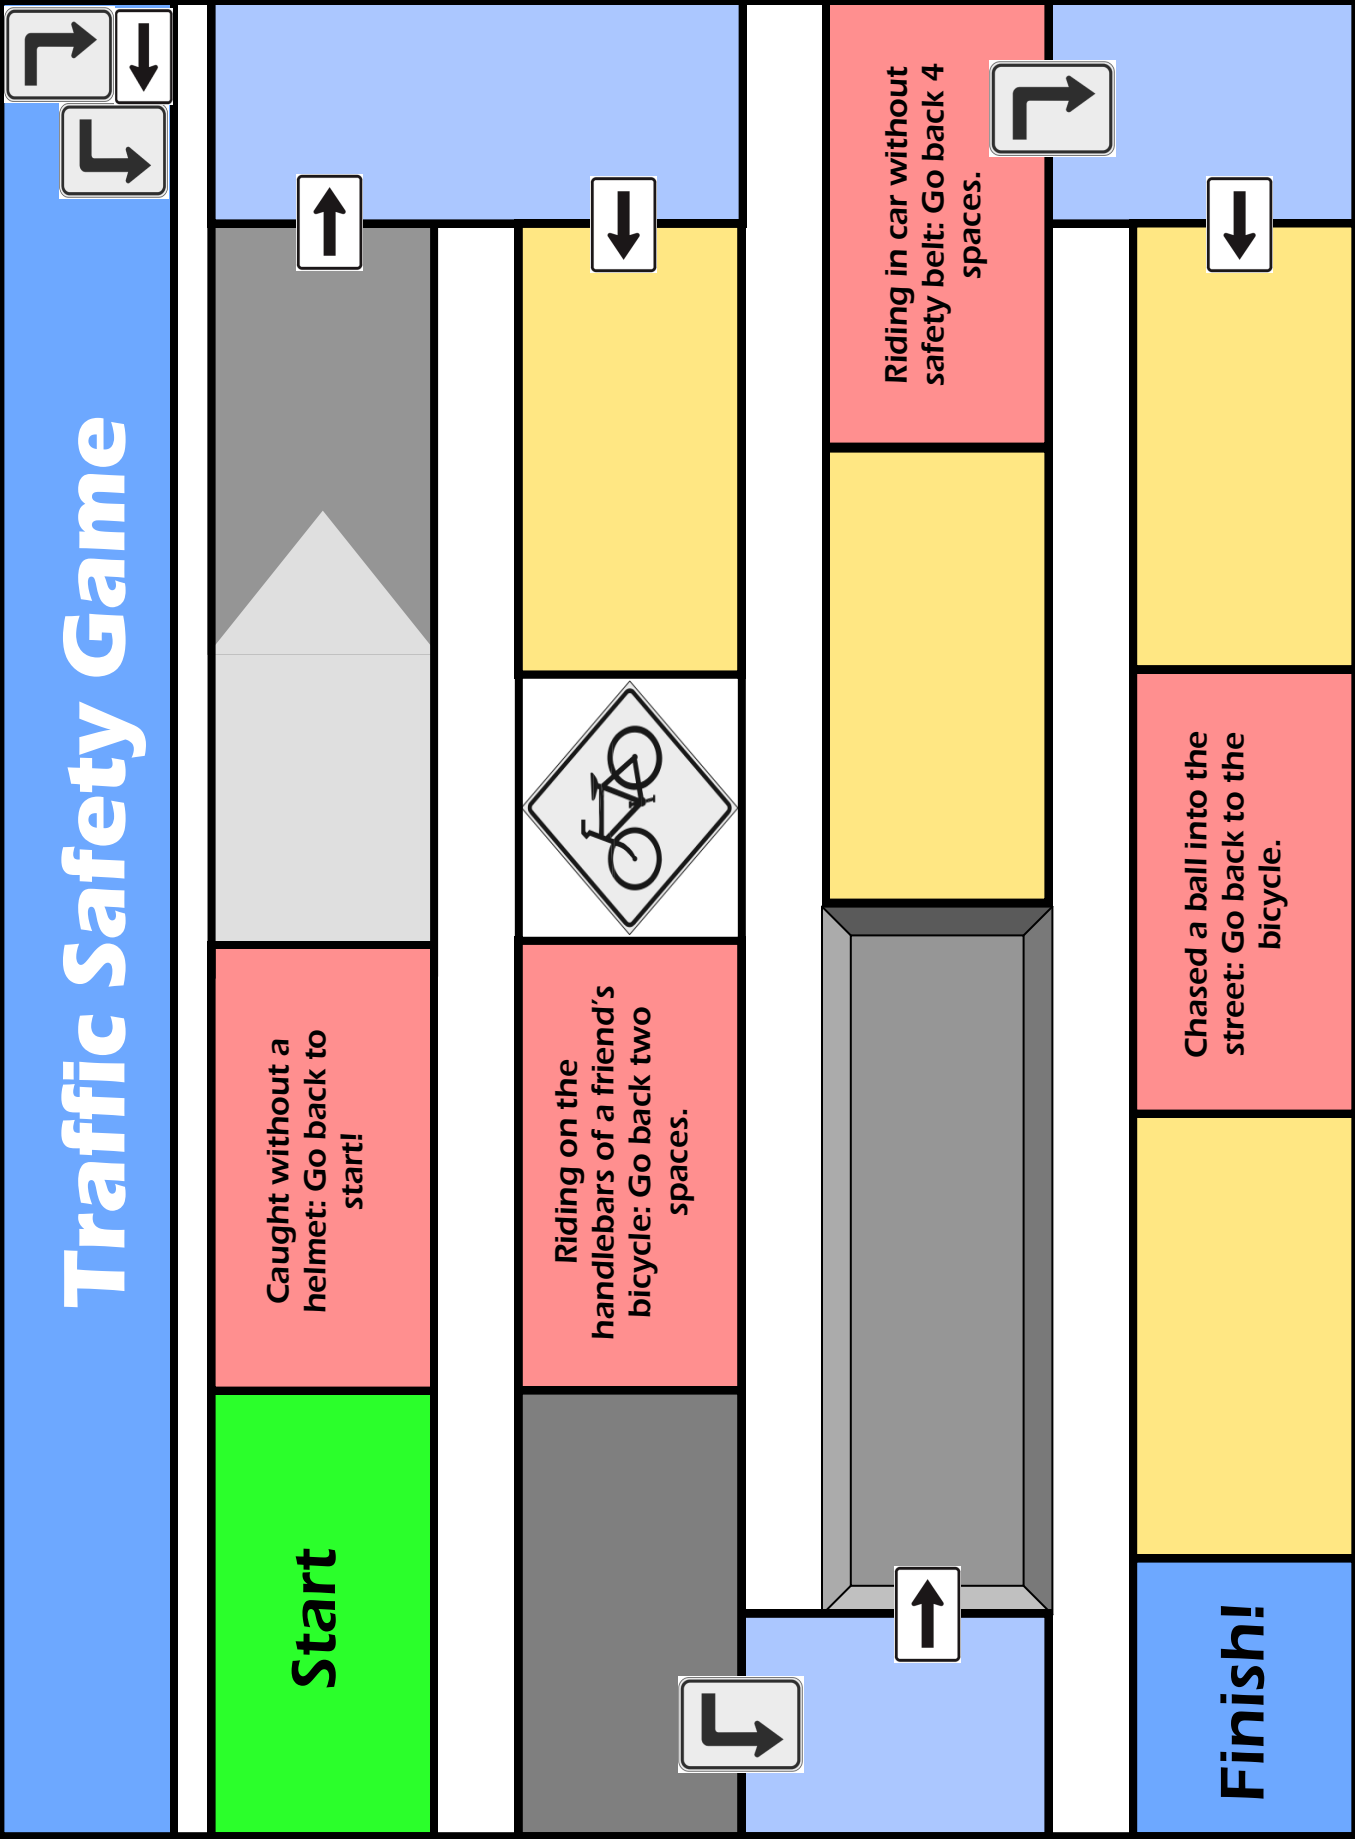 Traffic Safety Game
Start
Caught without a
helmet: Go back to
start!
Riding on the
handlebars of a friend’s
bicycle: Go back two
spaces.
Riding in car without
safety belt: Go back 4
spaces.
Chased a ball into the
street: Go back to the
bicycle.
Finish!